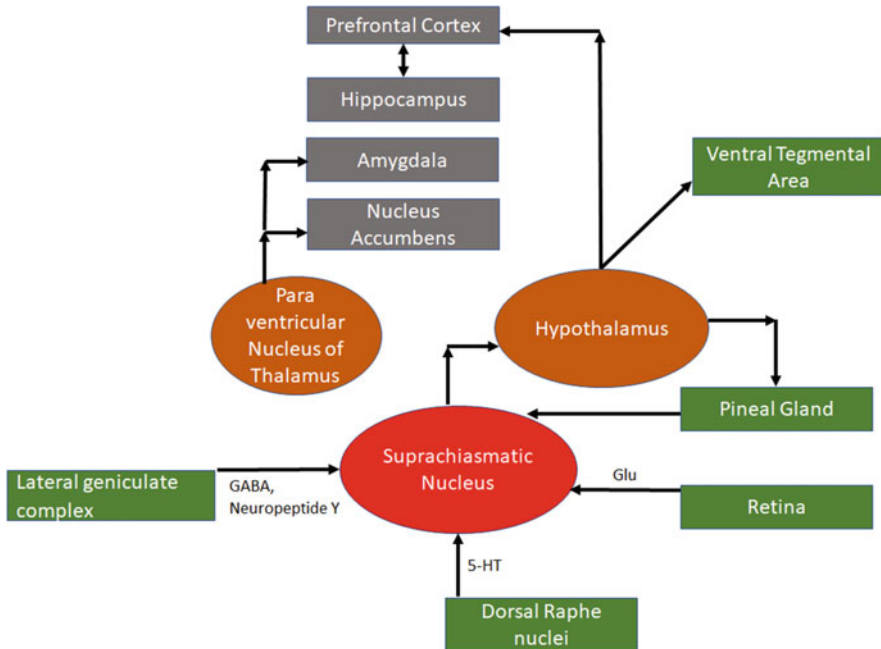 Prefrontal Cortex
Hippocampus
Amygdala
Nucleus
Accumbens
Ventral Tegmental
Area
Para
ventricular
Nucleus of
Thalamus
Hypothalamus
Pineal Gland
Suprachiasmatic
Nucleus
Lateral geniculate
complex
GABA,
Neuropeptide Y
Glu
Retina
5-HT
Dorsal Raphe
nuclei